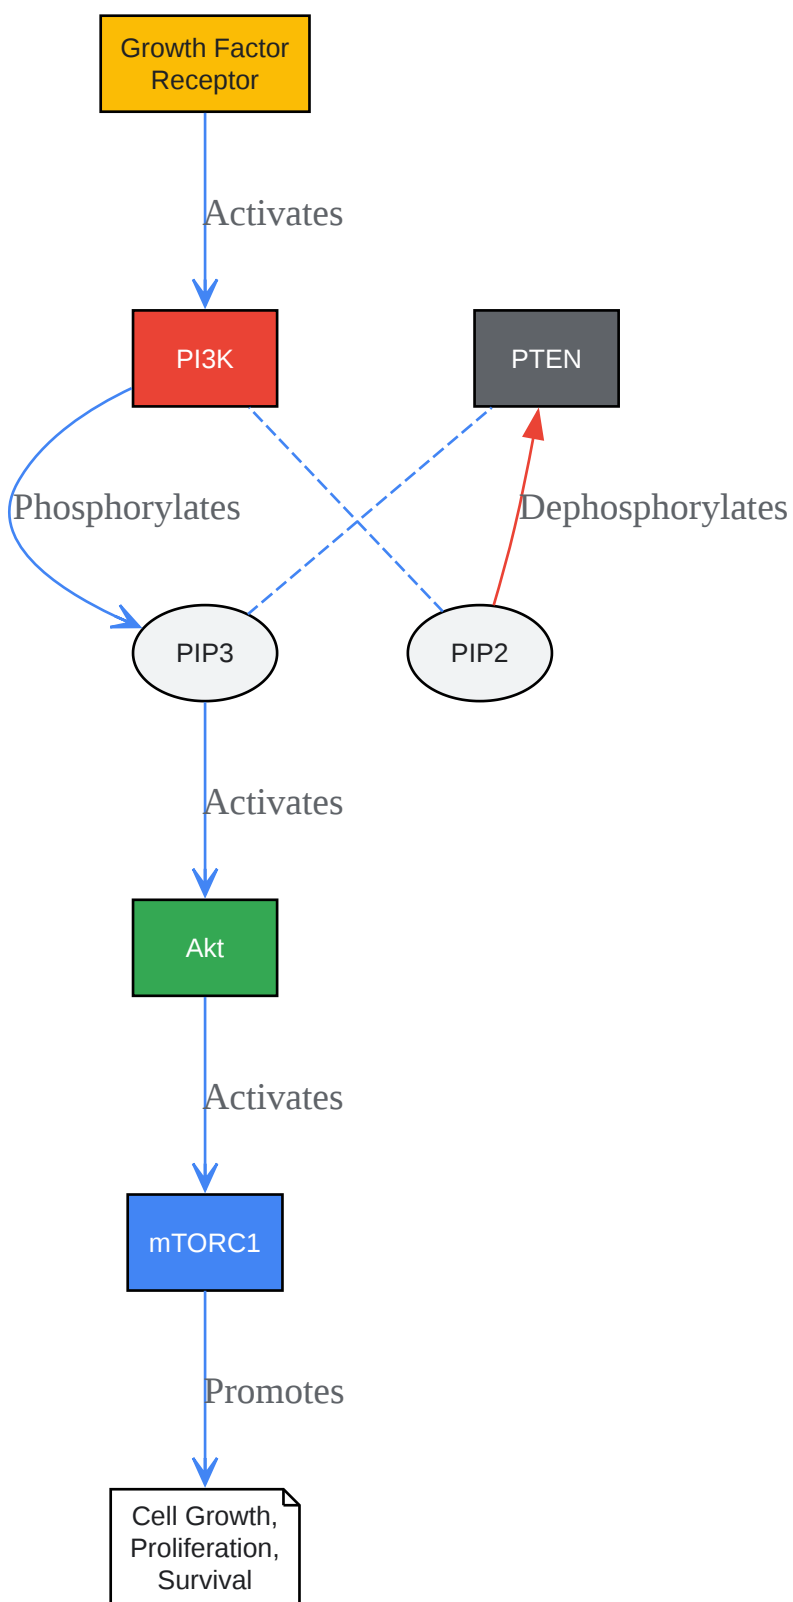 Growth Factor
Receptor
Activates
PI3K
PTEN
Phosphorylates
Dephosphorylates
PIP3
PIP2
Activates
Akt
Activates
mTORC1
Promotes
Cell Growth,
Proliferation,
Survival